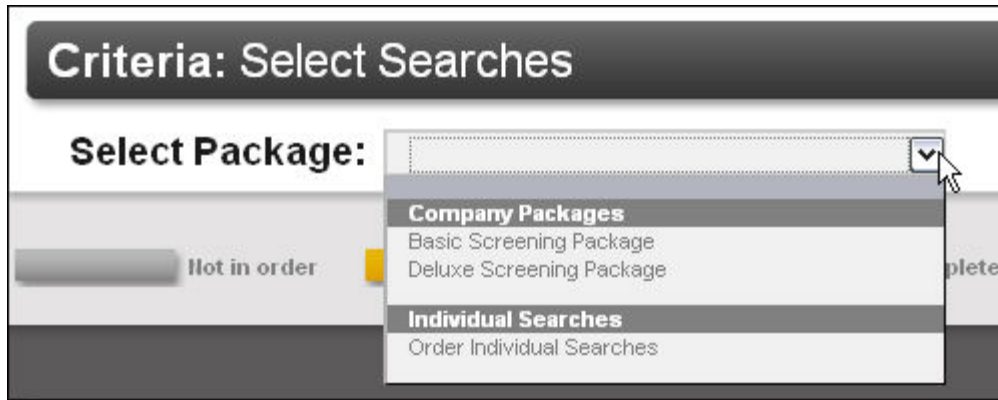 Criteria: Select Searches
Select Package:
Company Packages
Basic Screening Package
Deluxe Screening Package
Not in order
plete
Individual Searches
Order Individual Searches